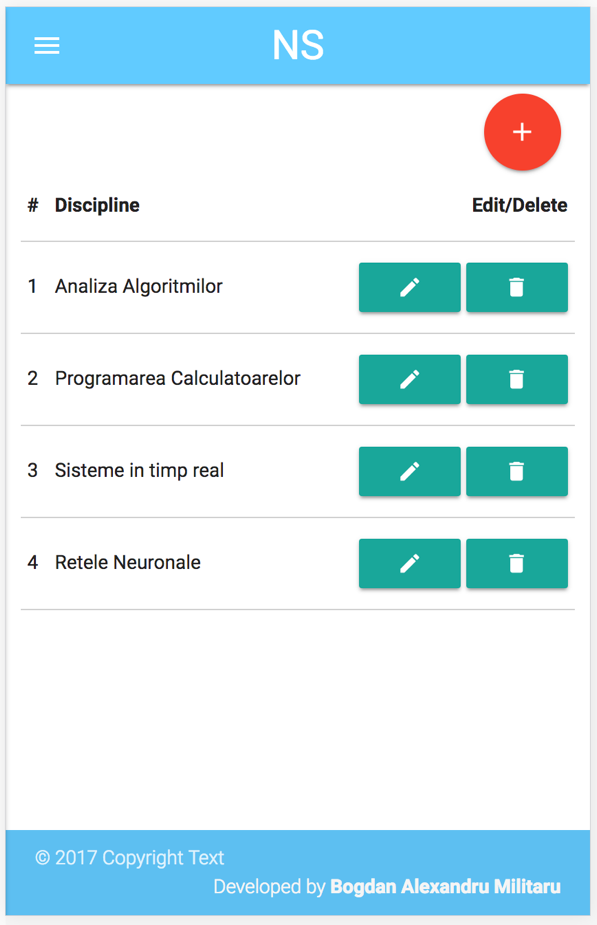 NS
# Discipline Edit/Delete
1 Analiza Algoritmilor
2 Programarea Calculatoarelor
3 Sisteme in timp real
4 Retele Neuronale
© 2017 Copyright Text
Developed by Bogdan Alexandru Militaru